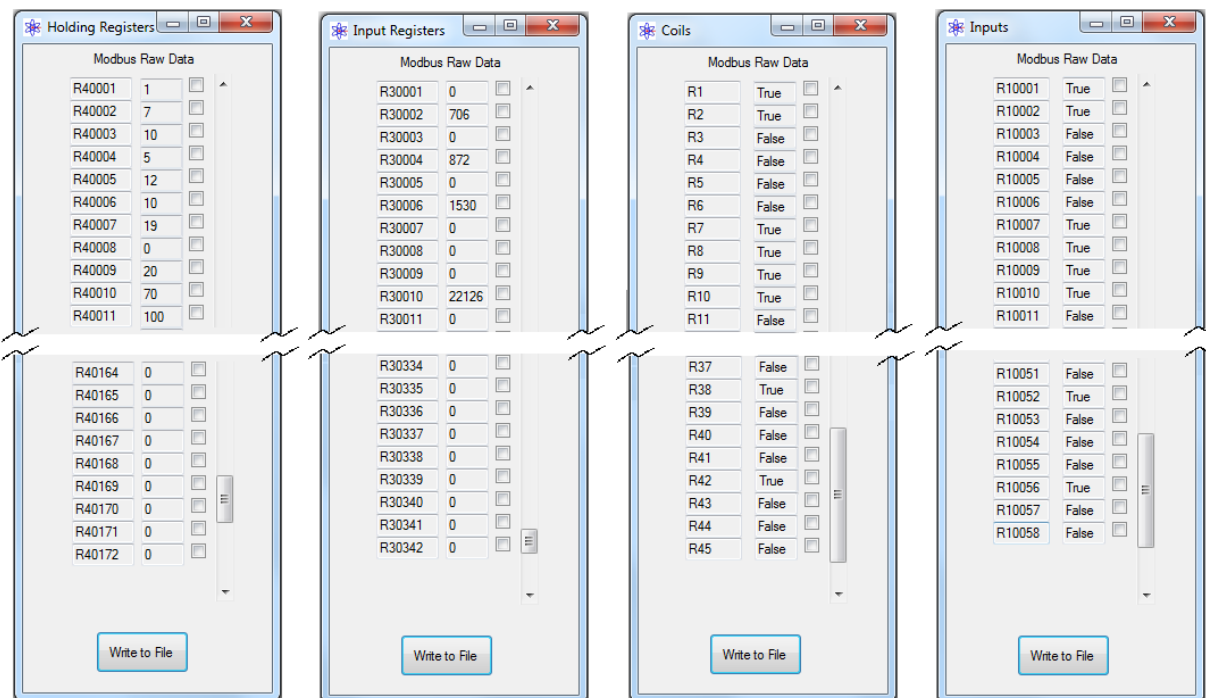 Holding Registers
Modbus Raw Data
R40001 1
R40002 7
R40003 10
R40004 5
R40005 12
R40006 10
R40007 19
R40008 0
R40009 20
R40010 70
R40011 100
R40164 0
R40165 0
R40166 0
R40167 0
R40168 0
R40169 0
R40170 0
R40171 0
R40172 0
Write to File
Input Registers
Modbus Raw Data
R30001 0
R30002 706
R30003 0
R30004 872
R30005 0
R30006 1530
R30007 0
R30008 0
R30009 0
R30010 22126
R30011 0
R30334 0
R30335 0
R30336 0
R30337 0
R30338 0
R30339 0
R30340 0
R30341 0
R30342 0
Write to File
Coils
Modbus Raw Data
R1 True
R2 True
R3 False
R4 False
R5 False
R6 False
R7 True
R8 True
R9 True
R10 True
R11 False
R37 False
R38 True
R39 False
R40 False
R41 False
R42 True
R43 False
R44 False
R45 False
Write to File
Inputs
Modbus Raw Data
R10001 True
R10002 True
R10003 False
R10004 False
R10005 False
R10006 False
R10007 True
R10008 True
R10009 True
R10010 True
R10011 False
R10051 False
R10052 True
R10053 False
R10054 False
R10055 False
R10056 True
R10057 False
R10058 False
Write to File